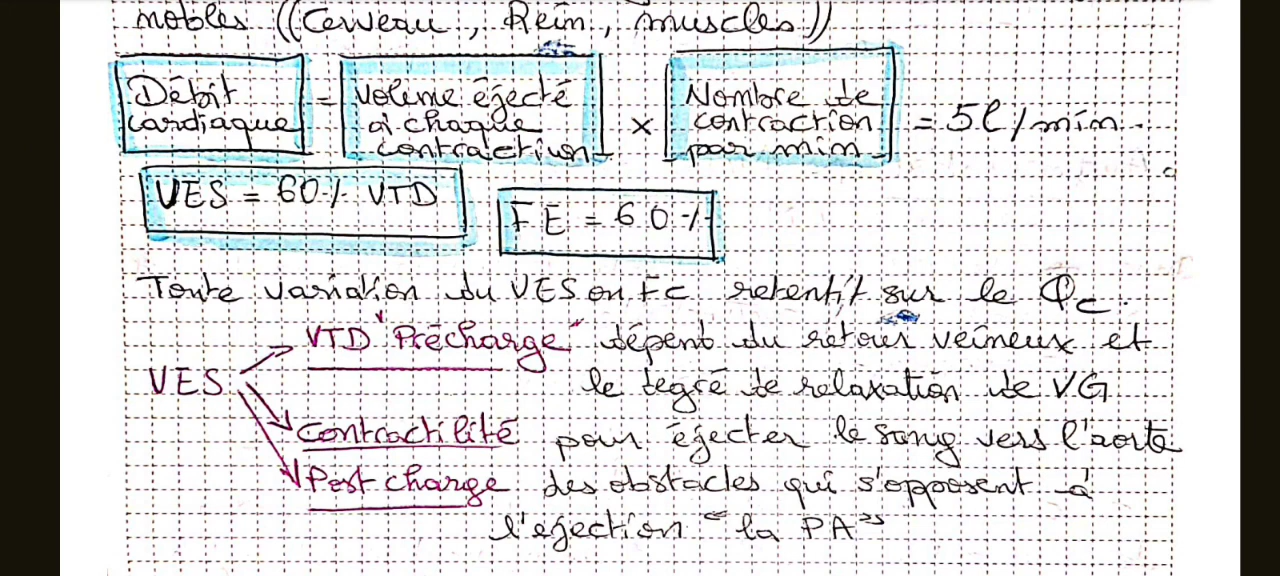 nobles ((Cerveau, Rein, muscles))
Débit cardiaque = Volume éjecté à chaque contraction × Nombre de contraction par min = 5l/min.
VES = 60% VTD
FE = 60%
Toute variation du VES ou Fc retentit sur le Qc.
VES
VTD "Précharge" dépent du retour veineux et
le degré de relaxation de VG
Contractilité pour éjecter le sang vers l'aorte
Post charge des obstacles qui s'opposent à
l'ejection "la PA"